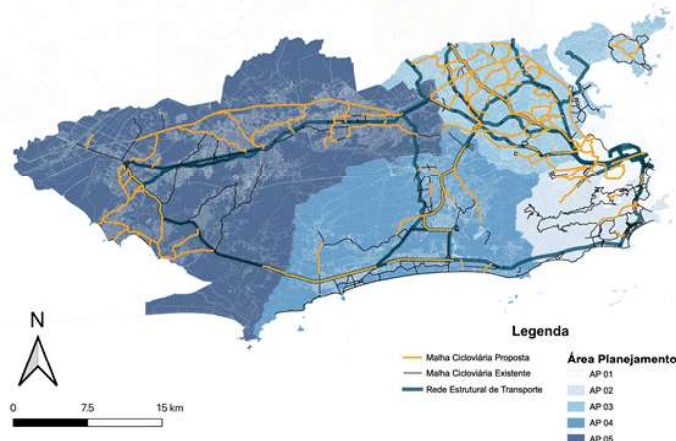 N
0 7.5 15 km
Legenda
Malha Cicloviária Proposta
Malha Cicloviária Existente
Rede Estrutural de Transporte
Área Planejamento
AP 01
AP 02
AP 03
AP 04
AP 05